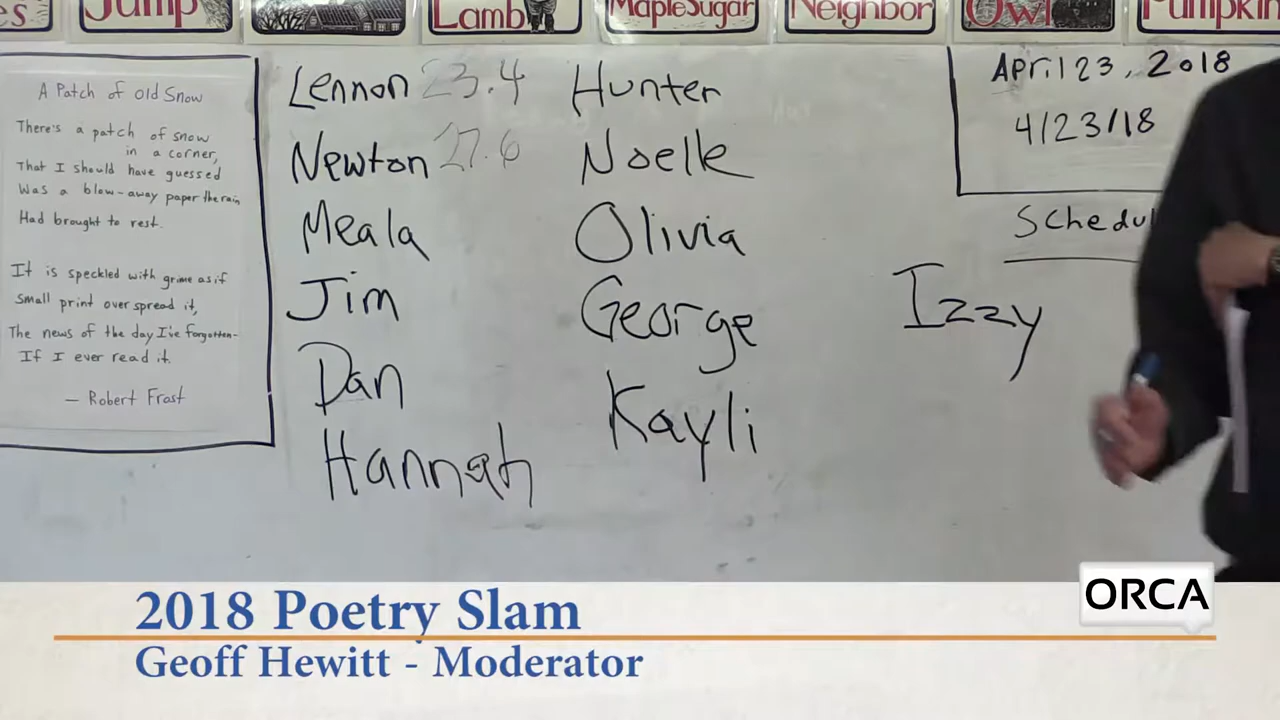 es
Jump
Lamb
MapleSugar
Neighbor
Owl
Pumpkin
A Patch of Old Snow
There's a patch of snow
in a corner,
That I should have guessed
Was a blow-away paper the rain
Had brought to rest.
It is speckled with grime as if
Small print overspread it,
The news of the day I've forgotten-
If I ever read it.
- Robert Frost
Lennon 23.4
Newton 27.6
Meala
Jim
Dan
Hannah
Hunter
Noelle
Olivia
George
Kayli
April 23, 2018
4/23/18
Schedul
Izzy
2018 Poetry Slam
Geoff Hewitt - Moderator
ORCA